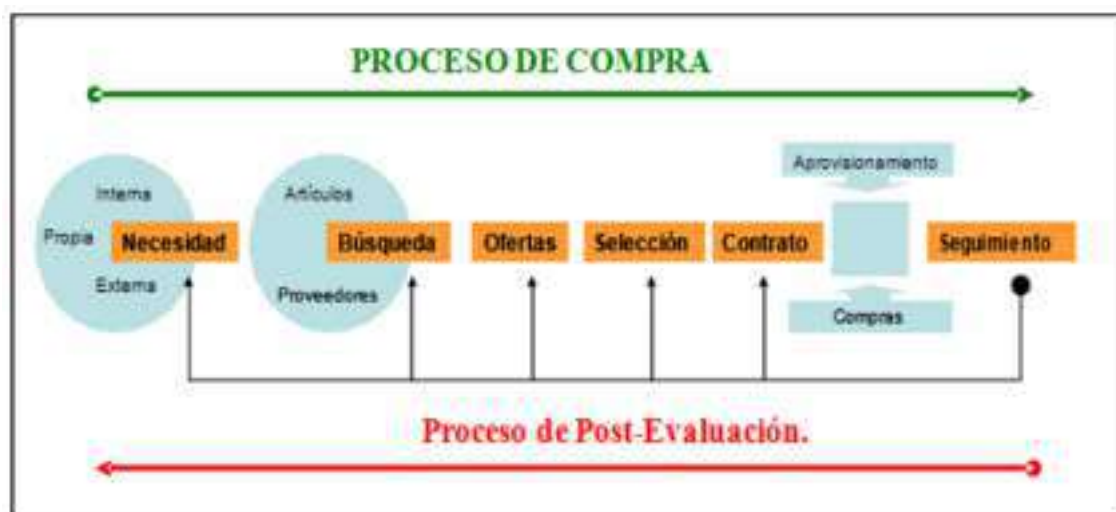 PROCESO DE COMPRA
Aprovisionamiento
Interna
Artículos
Propia
Necesidad
Búsqueda
Ofertas
Selección
Contrato
Seguimiento
Externa
Proveedores
Compras
Proceso de Post-Evaluación.